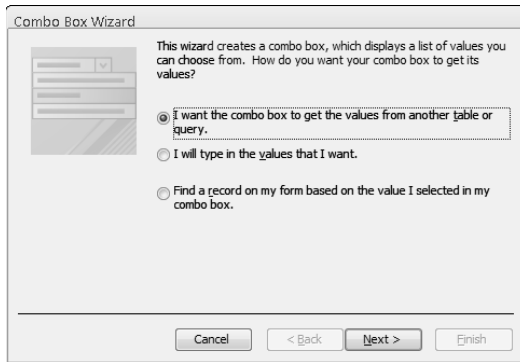 Combo Box Wizard
This wizard creates a combo box, which displays a list of values you
can choose from.  How do you want your combo box to get its
values?
I want the combo box to get the values from another table or
query.
I will type in the values that I want.
Find a record on my form based on the value I selected in my
combo box.
Cancel
< Back
Next >
Finish